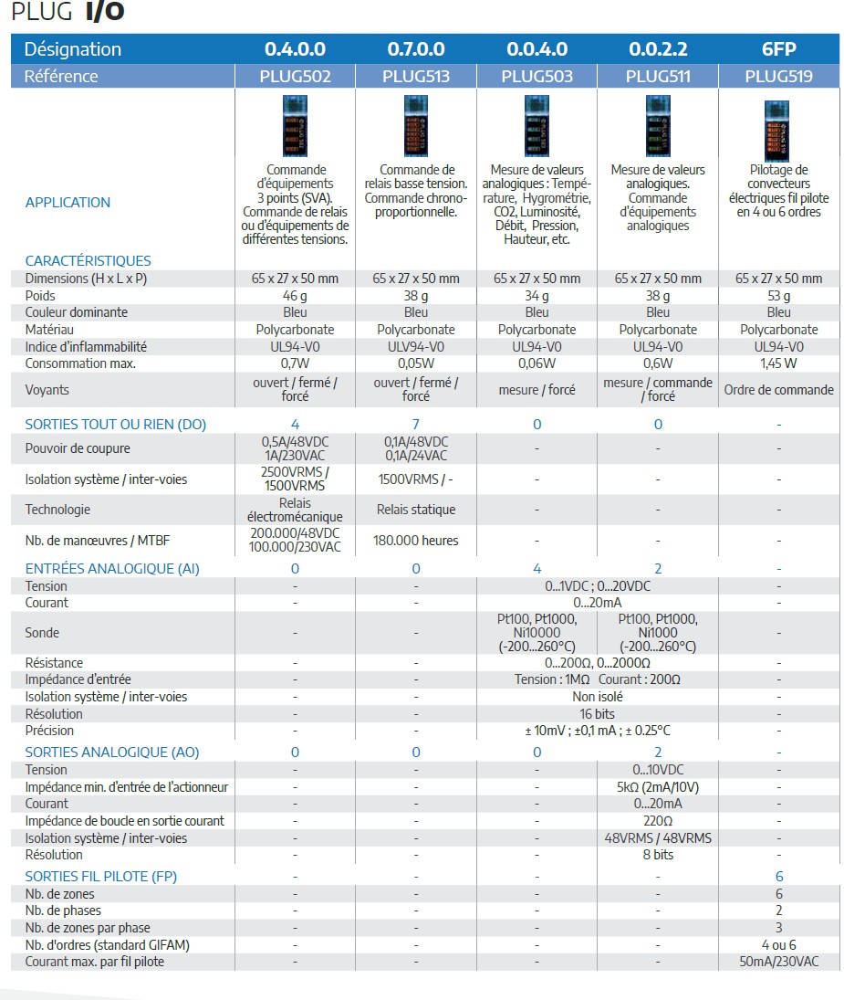 PLUG I/O
Désignation 0.4.0.0 0.7.0.0 0.0.4.0 0.0.2.2 6FP
Référence PLUG502 PLUG513 PLUG503 PLUG511 PLUG519
APPLICATION
Commande
d'équipements
3 points (SVA).
Commande de relais
ou d'équipements de
différentes tensions.
Commande de
relais basse tension.
Commande chrono-
proportionnelle.
Mesure de valeurs
analogiques : Tempé-
rature, Hygrométrie,
CO2, Luminosité,
Débit, Pression,
Hauteur, etc.
Mesure de valeurs
analogiques.
Commande
d'équipements
analogiques
Pilotage de
convecteurs
électriques fil pilote
en 4 ou 6 ordres
CARACTÉRISTIQUES
Dimensions (H x L x P) 65 x 27 x 50 mm 65 x 27 x 50 mm 65 x 27 x 50 mm 65 x 27 x 50 mm 65 x 27 x 50 mm
Poids 46 g 38 g 34 g 38 g 53 g
Couleur dominante Bleu Bleu Bleu Bleu Bleu
Matériau Polycarbonate Polycarbonate Polycarbonate Polycarbonate Polycarbonate
Indice d'inflammabilité UL94-V0 ULV94-V0 UL94-V0 UL94-V0 UL94-V0
Consommation max. 0,7W 0,05W 0,06W 0,6W 1,45 W
Voyants ouvert / fermé / forcé ouvert / fermé / forcé mesure / forcé mesure / commande / forcé Ordre de commande
SORTIES TOUT OU RIEN (DO) 4 7 0 0 -
Pouvoir de coupure 0,5A/48VDC 1A/230VAC 0,1A/48VDC 0,1A/24VAC - - -
Isolation système / inter-voies 2500VRMS / 1500VRMS 1500VRMS / - - - -
Technologie Relais électromécanique Relais statique - - -
Nb. de manœuvres / MTBF 200.000/48VDC 100.000/230VAC 180.000 heures - - -
ENTRÉES ANALOGIQUE (AI) 0 0 4 2 -
Tension - - 0...1VDC ; 0...20VDC -
Courant - - 0...20mA -
Sonde - - Pt100, Pt1000, Ni10000 (-200...260°C) Pt100, Pt1000, Ni1000 (-200...260°C) -
Résistance - - 0...200Ω, 0...2000Ω -
Impédance d'entrée - - Tension : 1MΩ Courant : 200Ω -
Isolation système / inter-voies - - Non isolé -
Résolution - - 16 bits -
Précision - - ± 10mV ; ±0,1 mA ; ± 0.25°C -
SORTIES ANALOGIQUE (AO) 0 0 0 2 -
Tension - - - 0...10VDC -
Impédance min. d'entrée de l'actionneur - - - 5kΩ (2mA/10V) -
Courant - - - 0...20mA -
Impédance de boucle en sortie courant - - - 220Ω -
Isolation système / inter-voies - - - 48VRMS / 48VRMS -
Résolution - - - 8 bits -
SORTIES FIL PILOTE (FP) - - - - 6
Nb. de zones - - - - 6
Nb. de phases - - - - 2
Nb. de zones par phase - - - - 3
Nb. d'ordres (standard GIFAM) - - - - 4 ou 6
Courant max. par fil pilote - - - - 50mA/230VAC